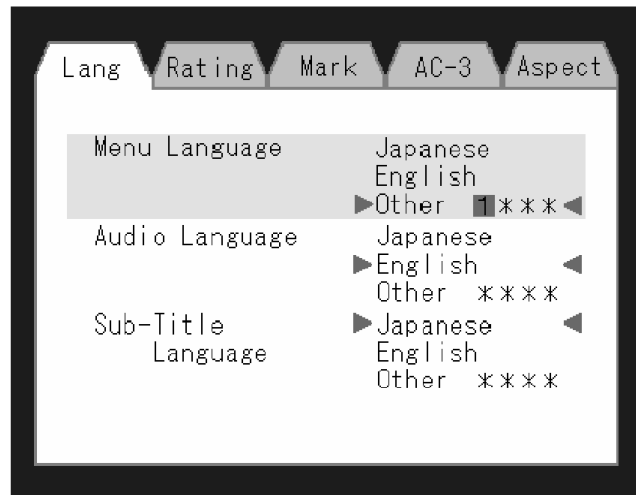 Lang Rating Mark AC-3 Aspect
Menu Language Japanese
English
▶Other 1***◀
Audio Language Japanese
▶English ◀
Other ****
Sub-Title ▶Japanese ◀
Language English
Other ****